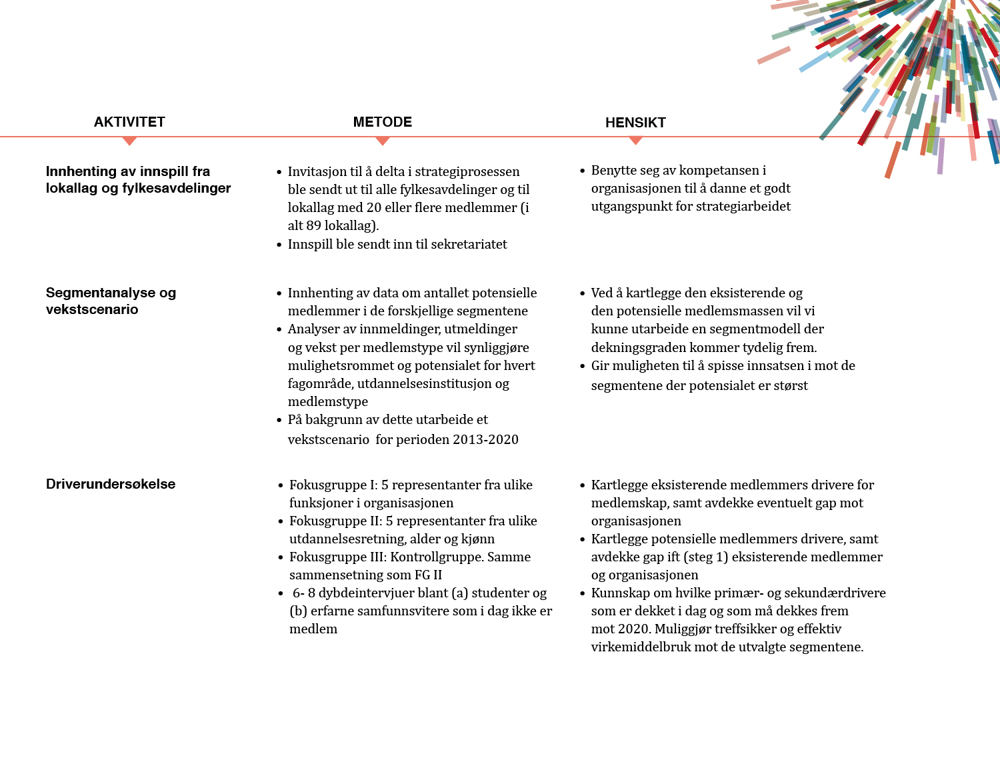 AKTIVITET
METODE
HENSIKT
Innhenting av innspill fra
lokallag og fylkesavdelinger
• Invitasjon til å delta i strategiprosessen
ble sendt ut til alle fylkesavdelinger og til
lokallag med 20 eller flere medlemmer (i
alt 89 lokallag).
• Innspill ble sendt inn til sekretariatet
• Benytte seg av kompetansen i
organisasjonen til å danne et godt
utgangspunkt for strategiarbeidet
Segmentanalyse og
vekstscenario
• Innhenting av data om antallet potensielle
medlemmer i de forskjellige segmentene
• Analyser av innmeldinger, utmeldinger
og vekst per medlemstype vil synliggjøre
mulighetsrommet og potensialet for hvert
fagområde, utdannelsesinstitusjon og
medlemstype
• På bakgrunn av dette utarbeide et
vekstscenario  for perioden 2013-2020
• Ved å kartlegge den eksisterende og
den potensielle medlemsmassen vil vi
kunne utarbeide en segmentmodell der
dekningsgraden kommer tydelig frem.
• Gir muligheten til å spisse innsatsen i mot de
segmentene der potensialet er størst
Driverundersøkelse
• Fokusgruppe I: 5 representanter fra ulike
funksjoner i organisasjonen
• Fokusgruppe II: 5 representanter fra ulike
utdannelsesretning, alder og kjønn
• Fokusgruppe III: Kontrollgruppe. Samme
sammensetning som FG II
• 6- 8 dybdeintervjuer blant (a) studenter og
(b) erfarne samfunnsvitere som i dag ikke er
medlem
• Kartlegge eksisterende medlemmers drivere for
medlemskap, samt avdekke eventuelt gap mot
organisasjonen
• Kartlegge potensielle medlemmers drivere, samt
avdekke gap ift (steg 1) eksisterende medlemmer
og organisasjonen
• Kunnskap om hvilke primær- og sekundærdrivere
som er dekket i dag og som må dekkes frem
mot 2020. Muliggjør treffsikker og effektiv
virkemiddelbruk mot de utvalgte segmentene.